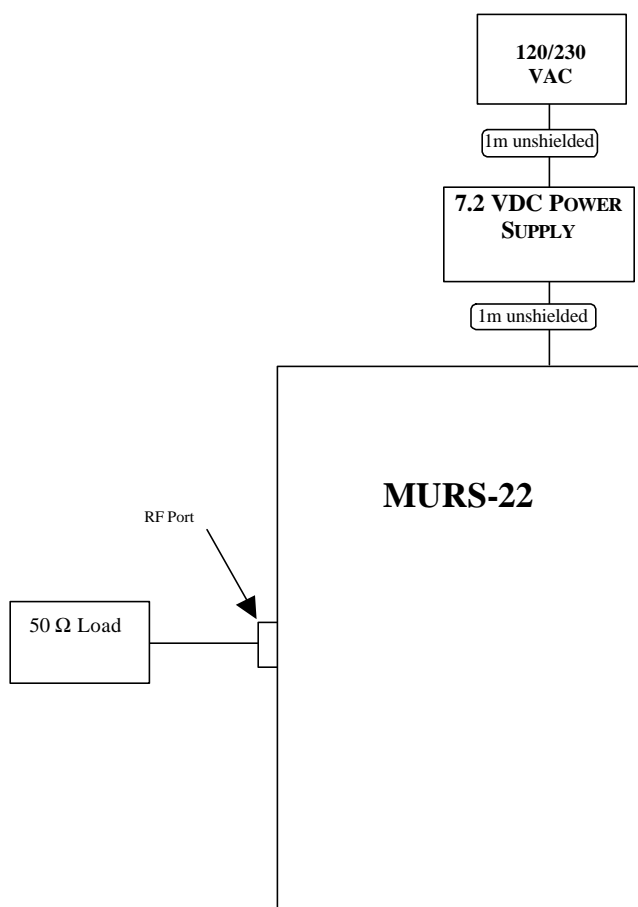 120/230
VAC
1m unshielded
7.2 VDC POWER
SUPPLY
1m unshielded
MURS-22
RF Port
50 Ω Load